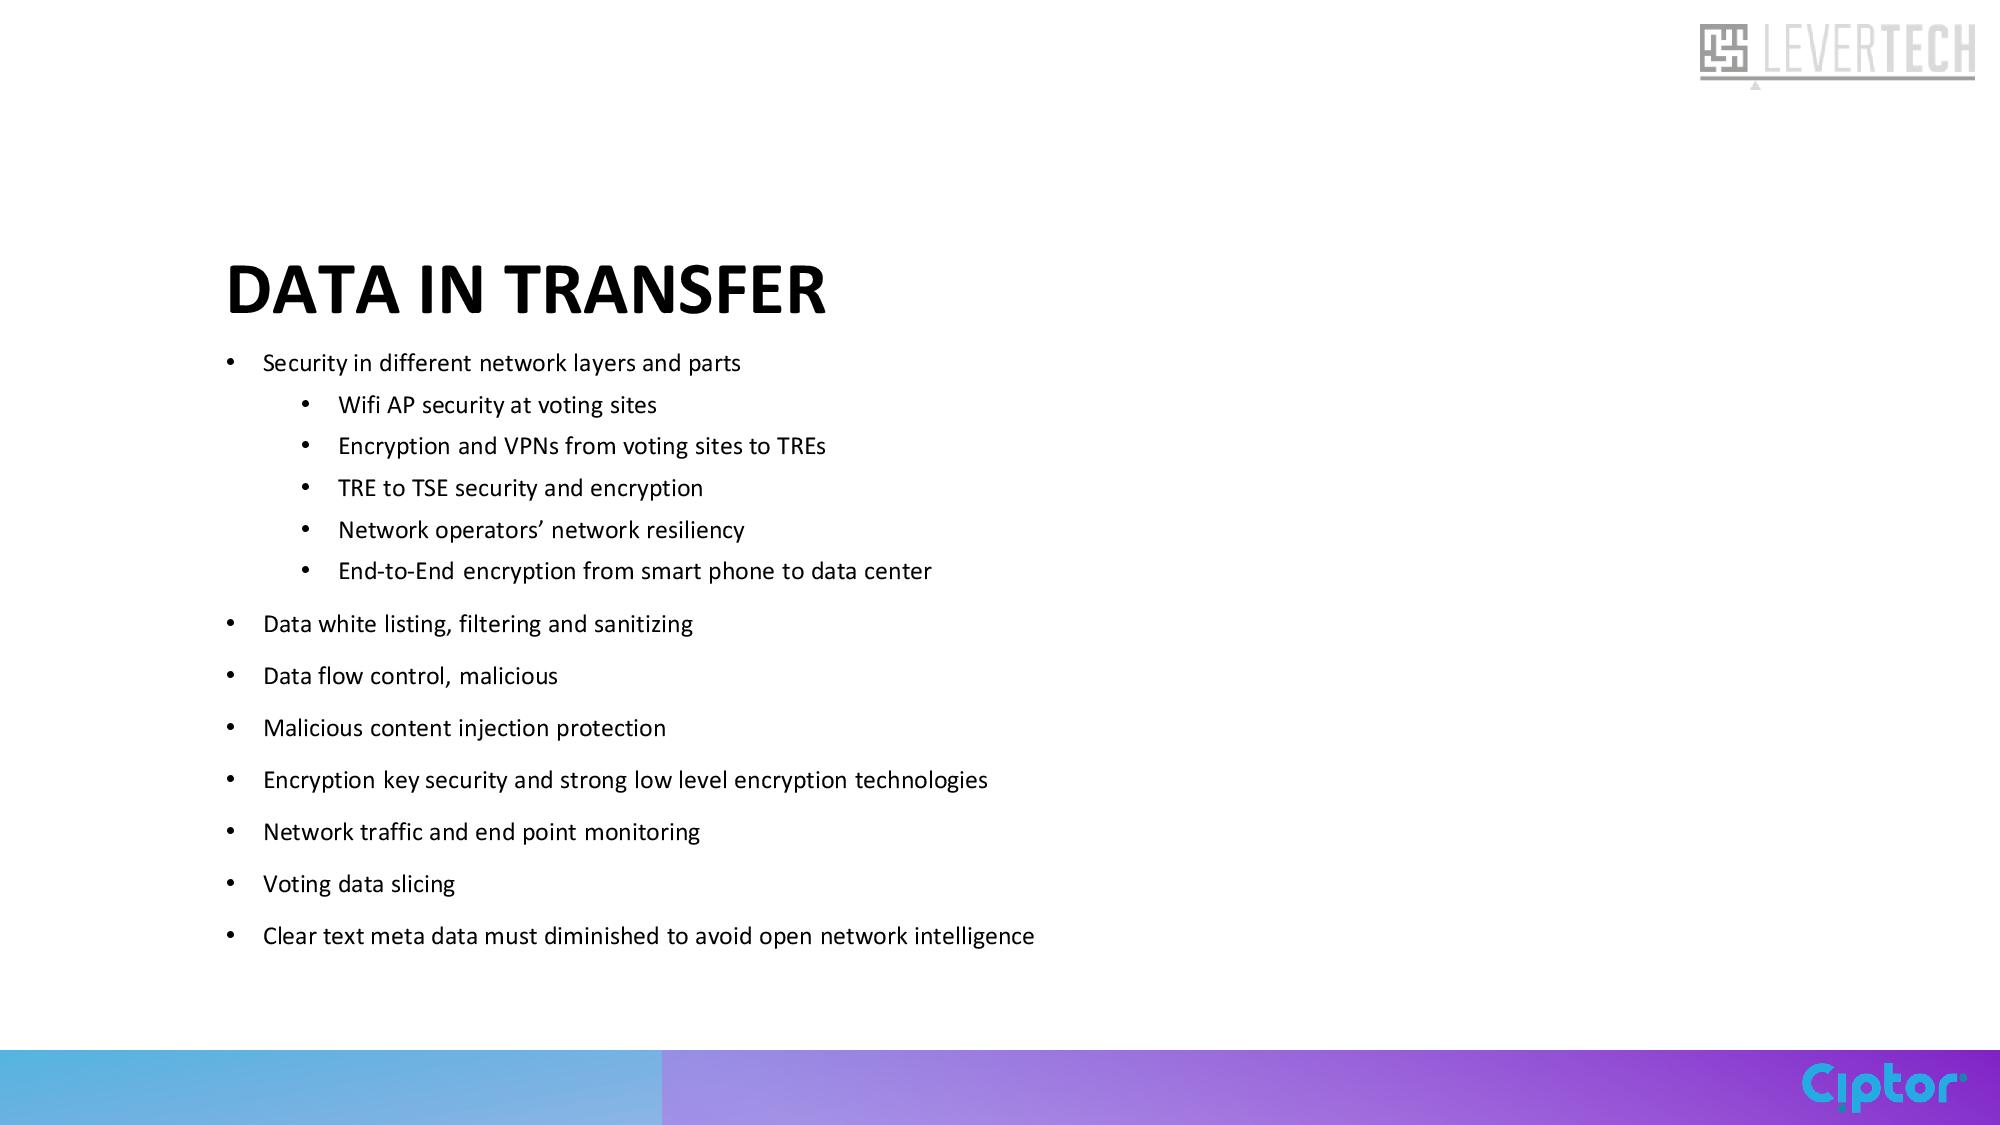 LEVERTECH
DATA IN TRANSFER
• Security in different network layers and parts
• Wifi AP security at voting sites
• Encryption and VPNs from voting sites to TREs
• TRE to TSE security and encryption
• Network operators’ network resiliency
• End-to-End encryption from smart phone to data center
• Data white listing, filtering and sanitizing
• Data flow control, malicious
• Malicious content injection protection
• Encryption key security and strong low level encryption technologies
• Network traffic and end point monitoring
• Voting data slicing
• Clear text meta data must diminished to avoid open network intelligence
Ciptor